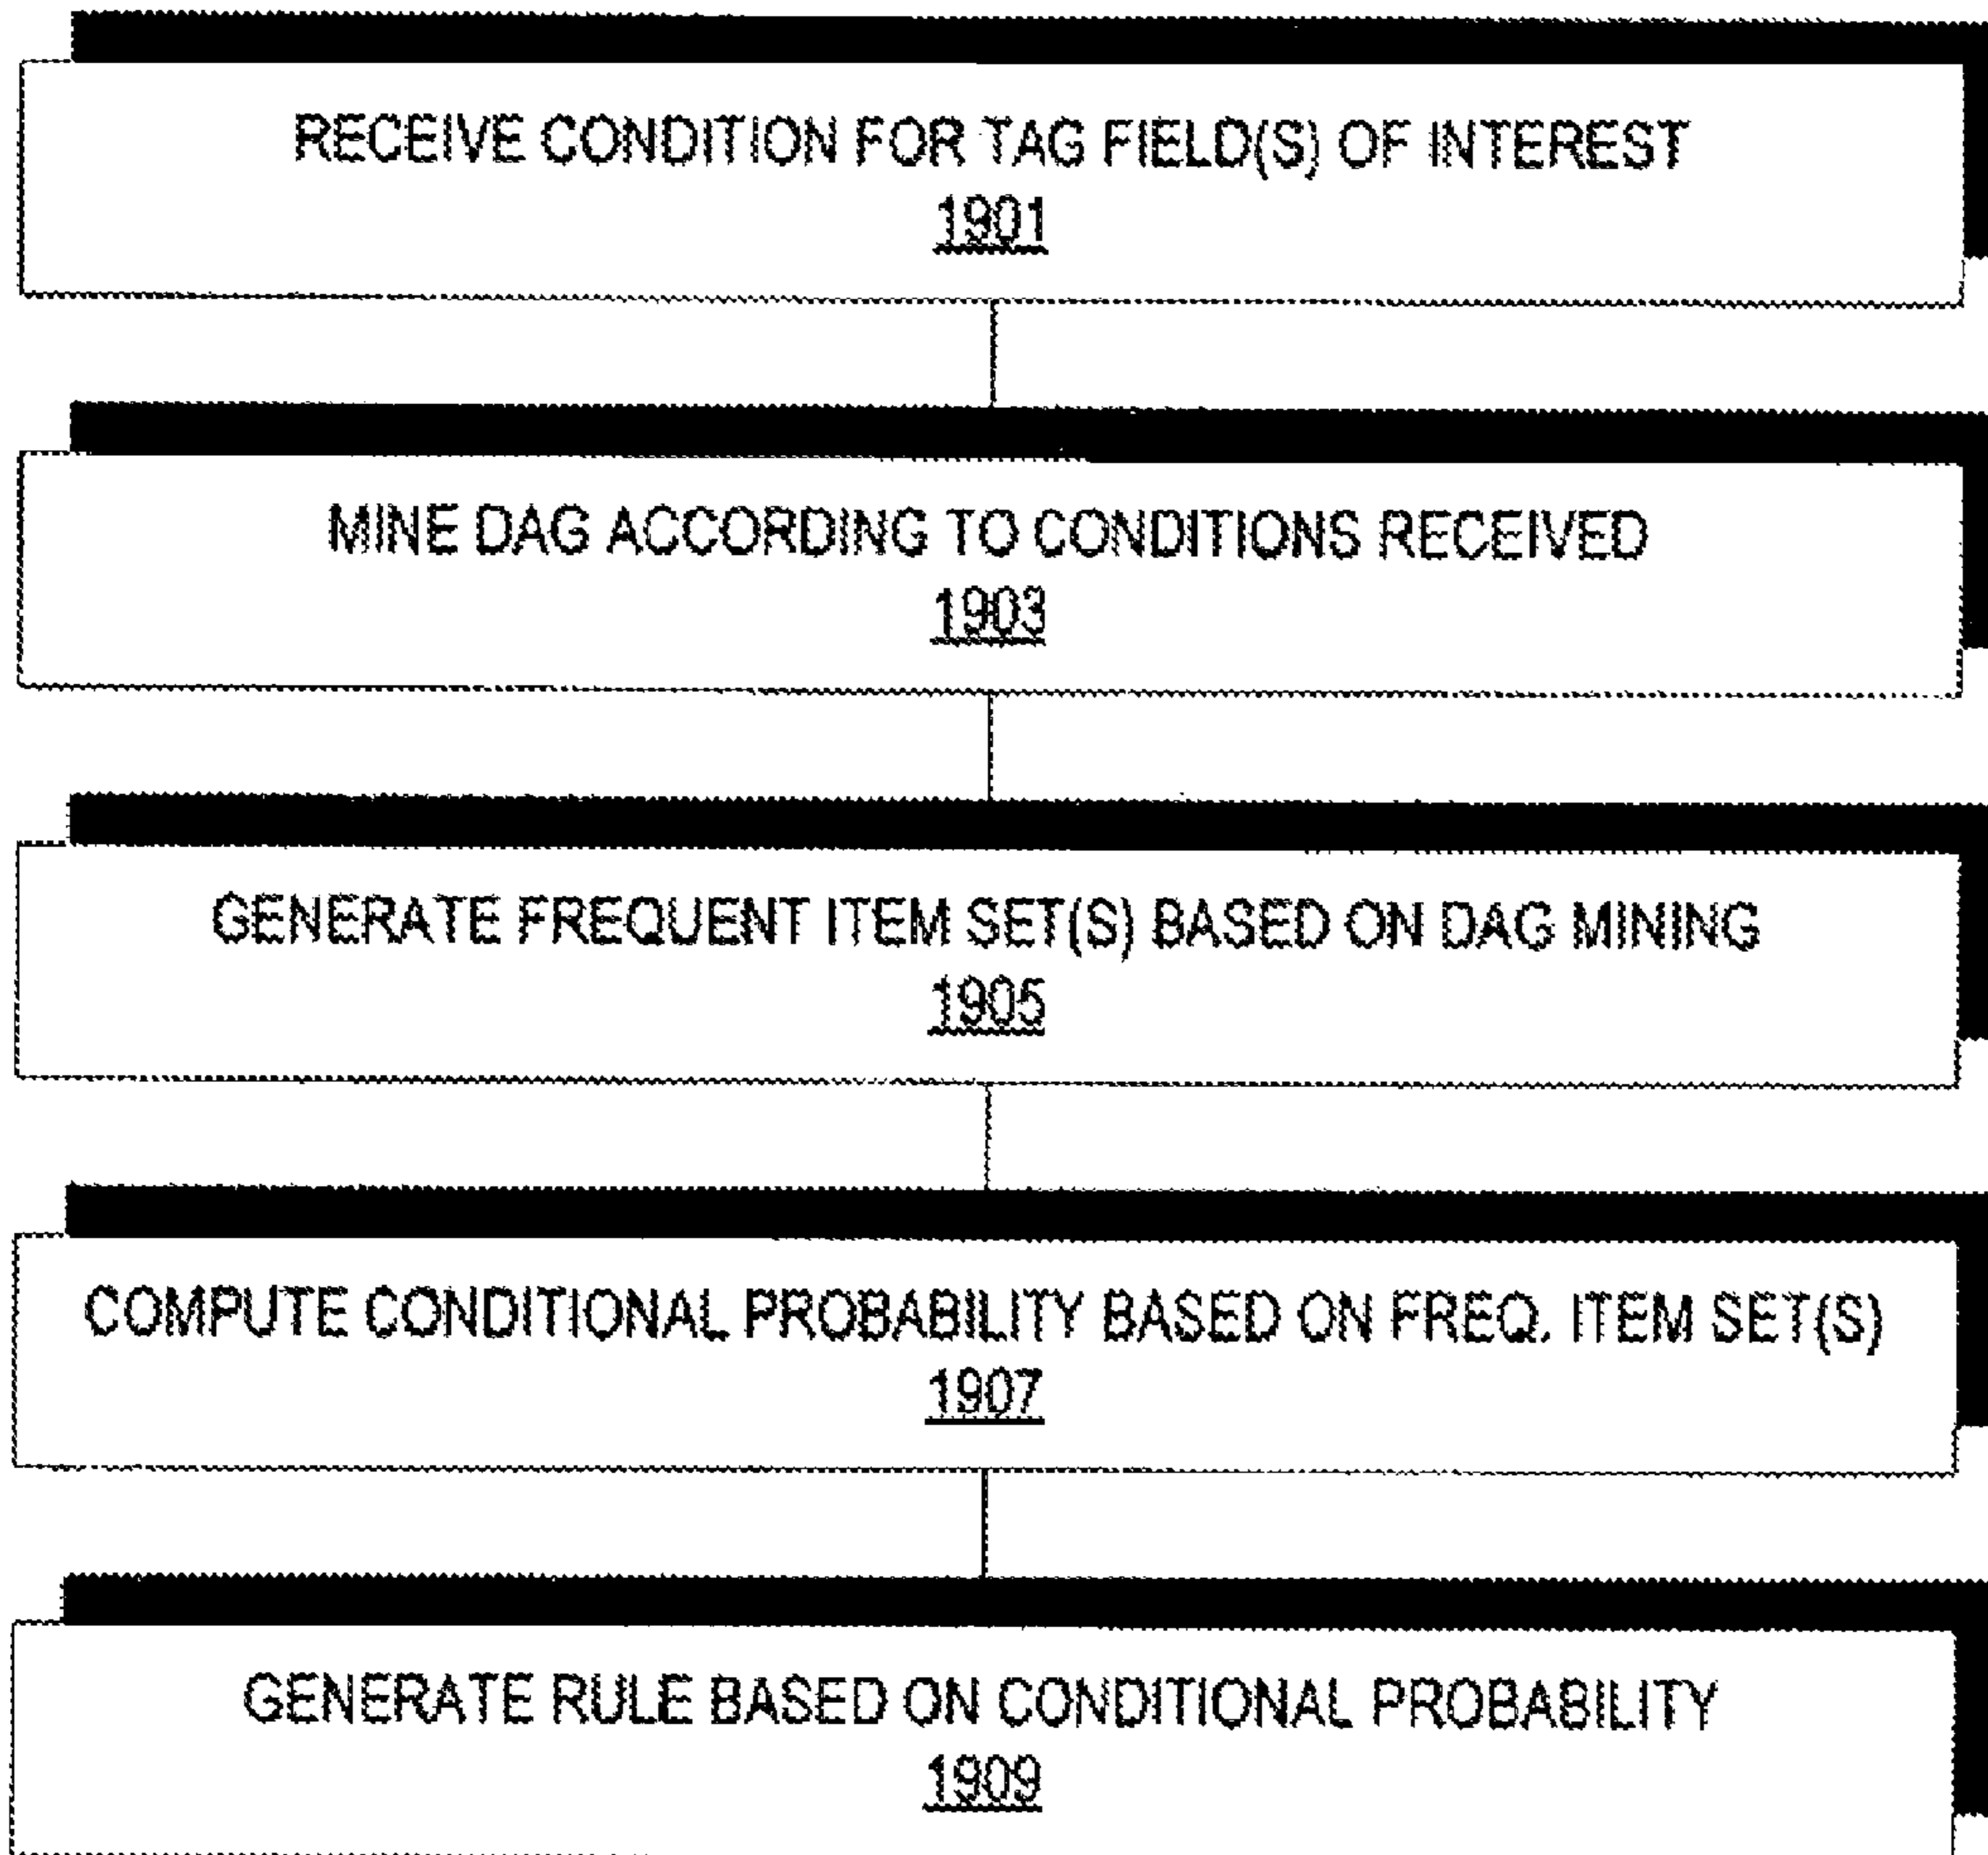 RECEIVE CONDITION FOR TAG FIELD(S) OF INTEREST
1901
MINE DAG ACCORDING TO CONDITIONS RECEIVED
1903
GENERATE FREQUENT ITEM SET(S) BASED ON DAG MINING
1905
COMPUTE CONDITIONAL PROBABILITY BASED ON FREQ. ITEM SET(S)
1907
GENERATE RULE BASED ON CONDITIONAL PROBABILITY
1909